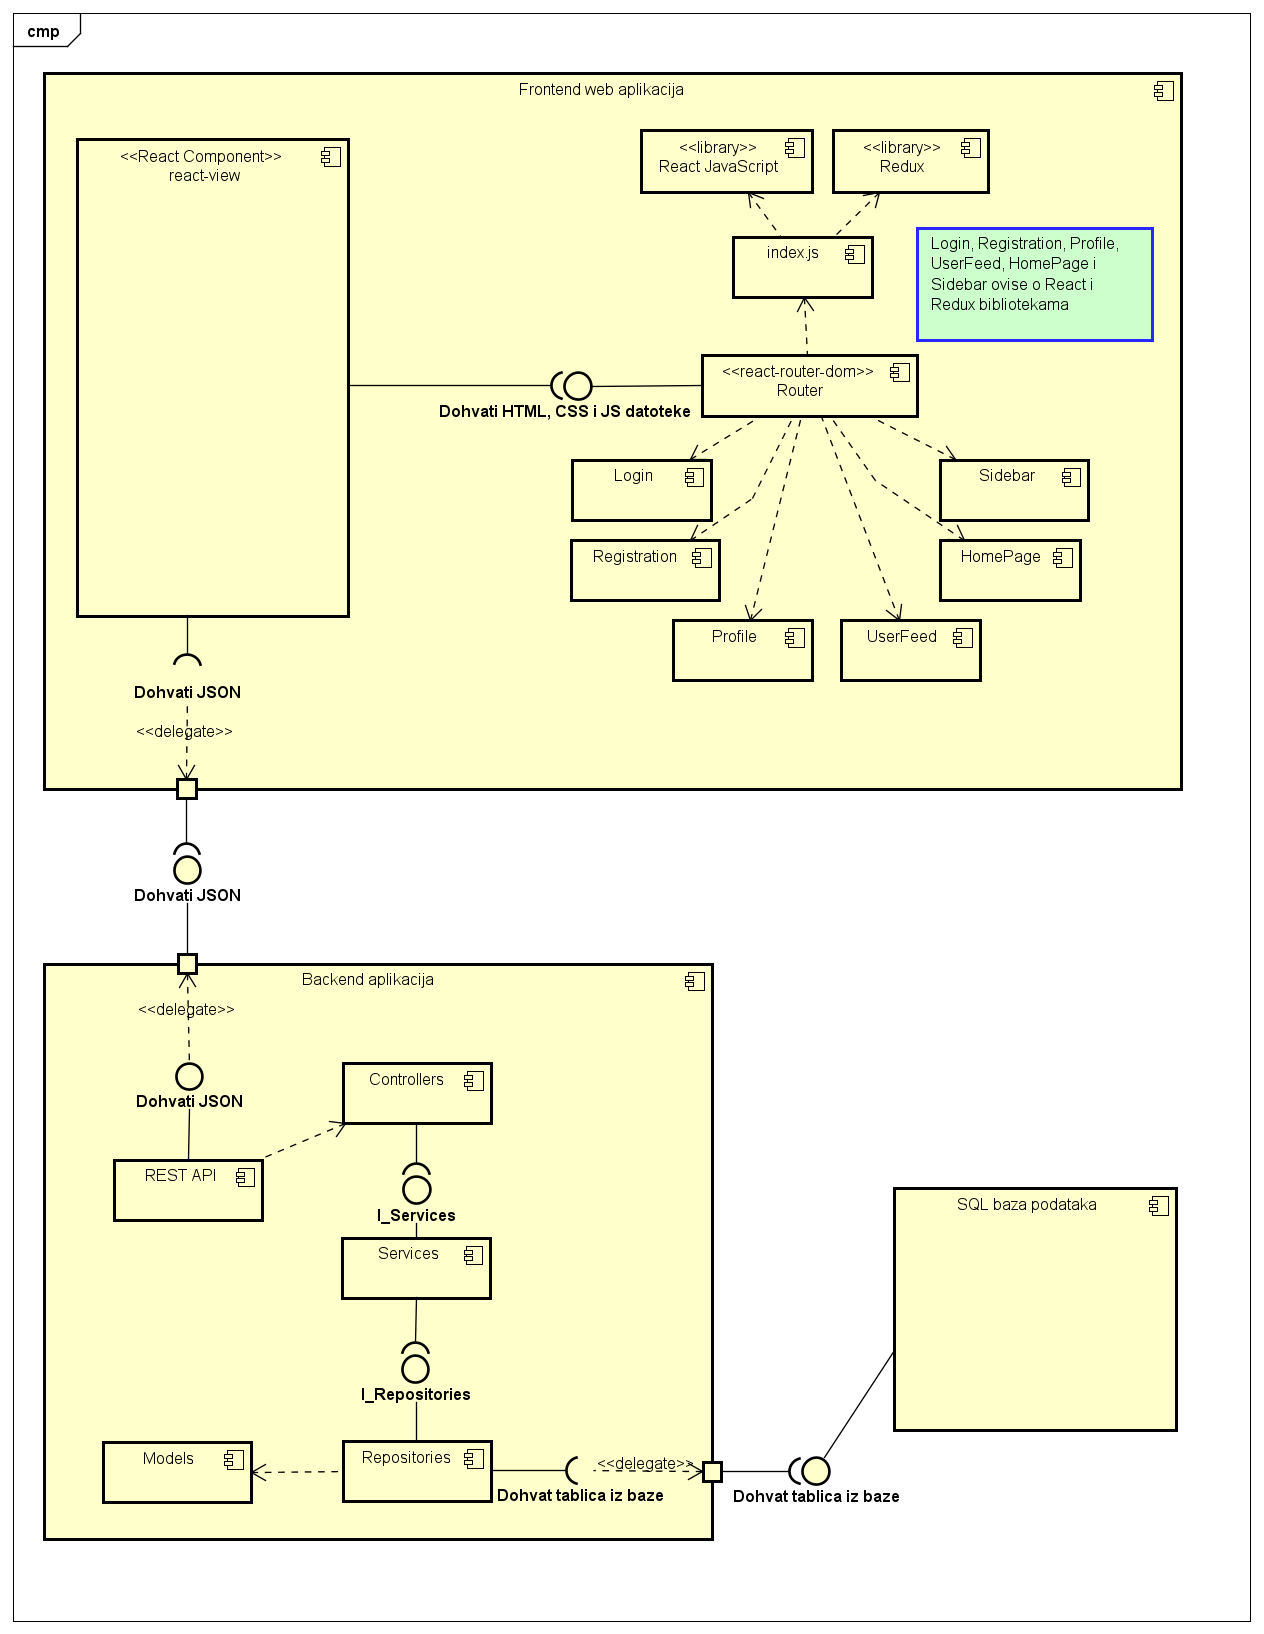 cmp
Frontend web aplikacija
<<React Component>>
react-view
<<library>>
React JavaScript
<<library>>
Redux
index.js
Login, Registration, Profile,
UserFeed, HomePage i
Sidebar ovise o React i
Redux bibliotekama
<<react-router-dom>>
Router
Dohvati HTML, CSS i JS datoteke
Login
Sidebar
Registration
HomePage
Profile
UserFeed
Dohvati JSON
<<delegate>>
Dohvati JSON
Backend aplikacija
<<delegate>>
Dohvati JSON
Controllers
REST API
I_Services
Services
SQL baza podataka
I_Repositories
Models
Repositories
<<delegate>>
Dohvat tablica iz baze
Dohvat tablica iz baze